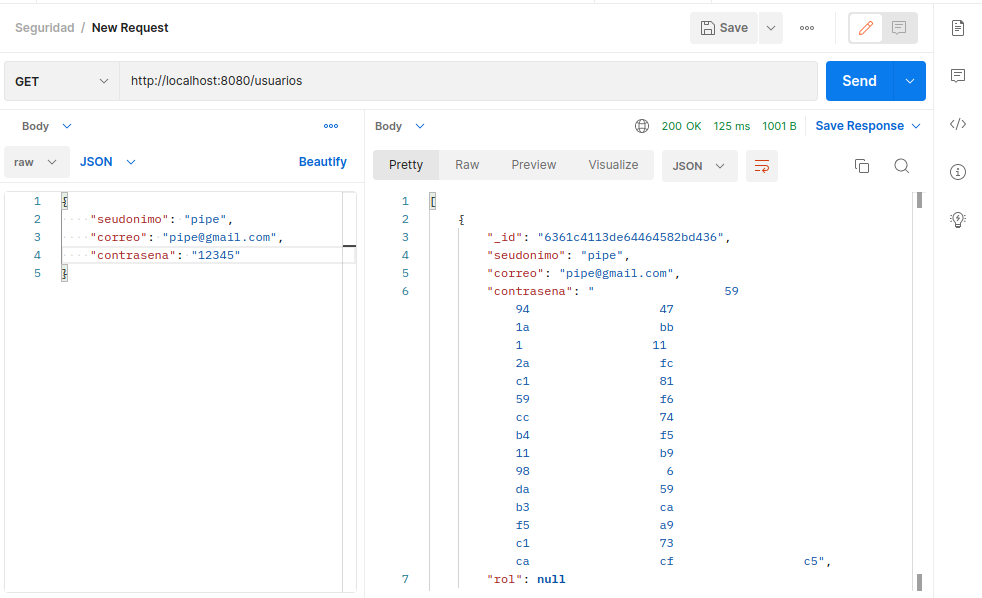 Seguridad / New Request
Save
GET
http://localhost:8080/usuarios
Send
Body
raw
JSON
Beautify
1 {
2 "seudonimo": "pipe",
3 "correo": "pipe@gmail.com",
4 "contrasena": "12345"
5 }
Body
200 OK 125 ms 1001 B Save Response
Pretty Raw Preview Visualize JSON
1 [
2 {
3 "_id": "6361c4113de64464582bd436",
4 "seudonimo": "pipe",
5 "correo": "pipe@gmail.com",
6 "contrasena": " 59
94 47
1a bb
1 11
2a fc
c1 81
59 f6
cc 74
b4 f5
11 b9
98 6
da 59
b3 ca
f5 a9
c1 73
ca cf c5",
7 "rol": null